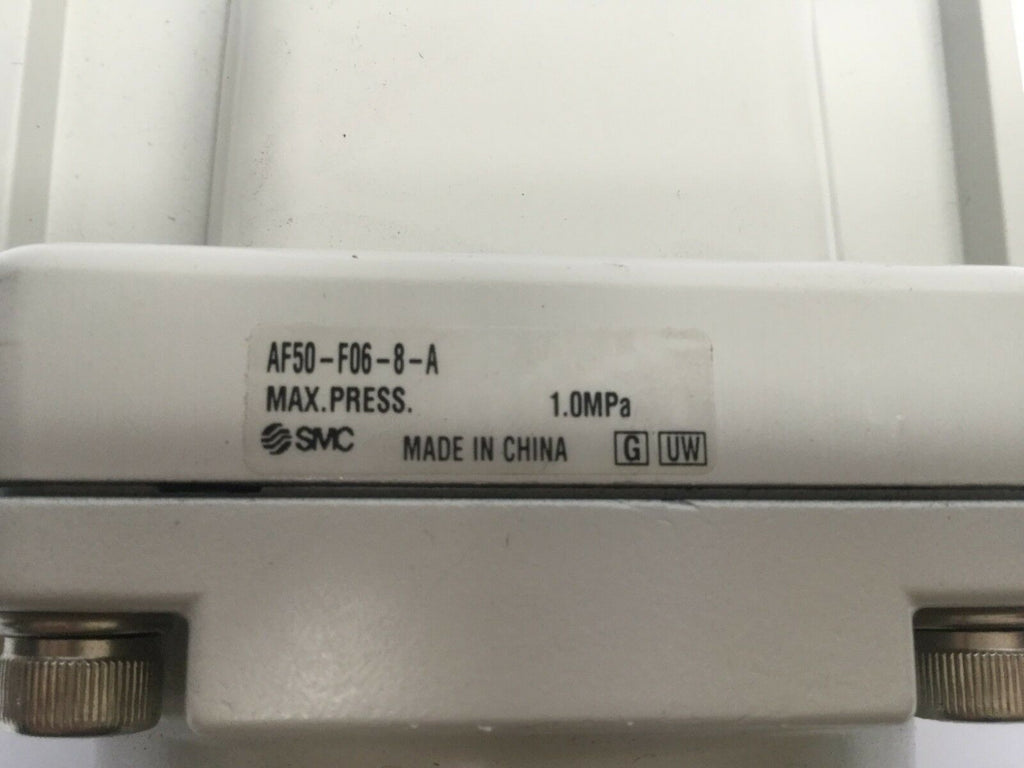 AF50-F06-8-A
MAX.PRESS. 1.0MPa
SMC MADE IN CHINA G UW